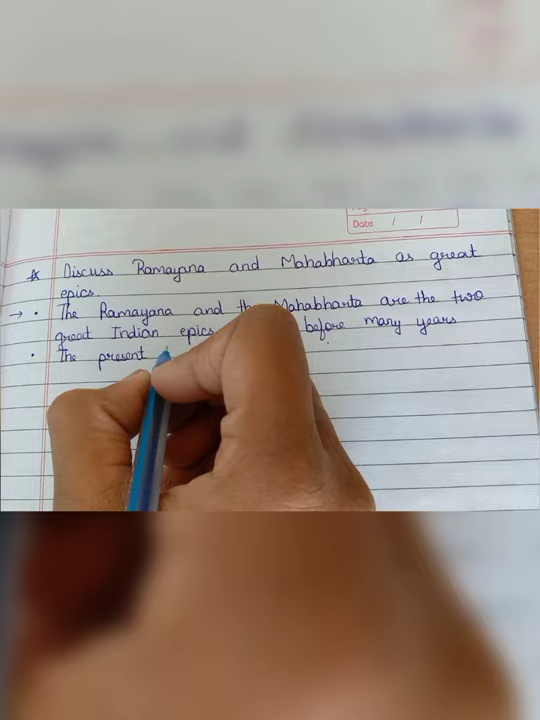 Date / /
☆ Discuss Ramayana and Mahabharta as great
epics.
→ • The Ramayana and the Mahabharta are the two
great Indian epics before many years
• The present